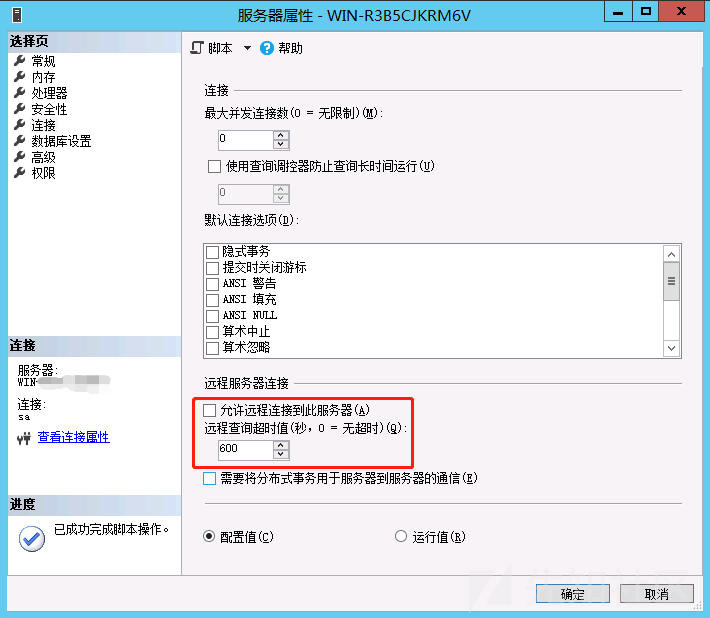 服务器属性 - WIN-R3B5CJKRM6V
选择页
常规
内存
处理器
安全性
连接
数据库设置
高级
权限
脚本
帮助
连接
最大并发连接数(0 = 无限制)(M):
0
使用查询调控器防止查询长时间运行(U)
0
默认连接选项(D):
隐式事务
提交时关闭游标
ANSI 警告
ANSI 填充
ANSI NULL
算术中止
算术忽略
远程服务器连接
允许远程连接到此服务器(A)
远程查询超时值(秒, 0 = 无超时)(Q):
600
需要将分布式事务用于服务器到服务器的通信(E)
配置值(C)
运行值(R)
连接
服务器:
WIN-
连接:
sa
查看连接属性
进度
已成功完成脚本操作。
确定
取消